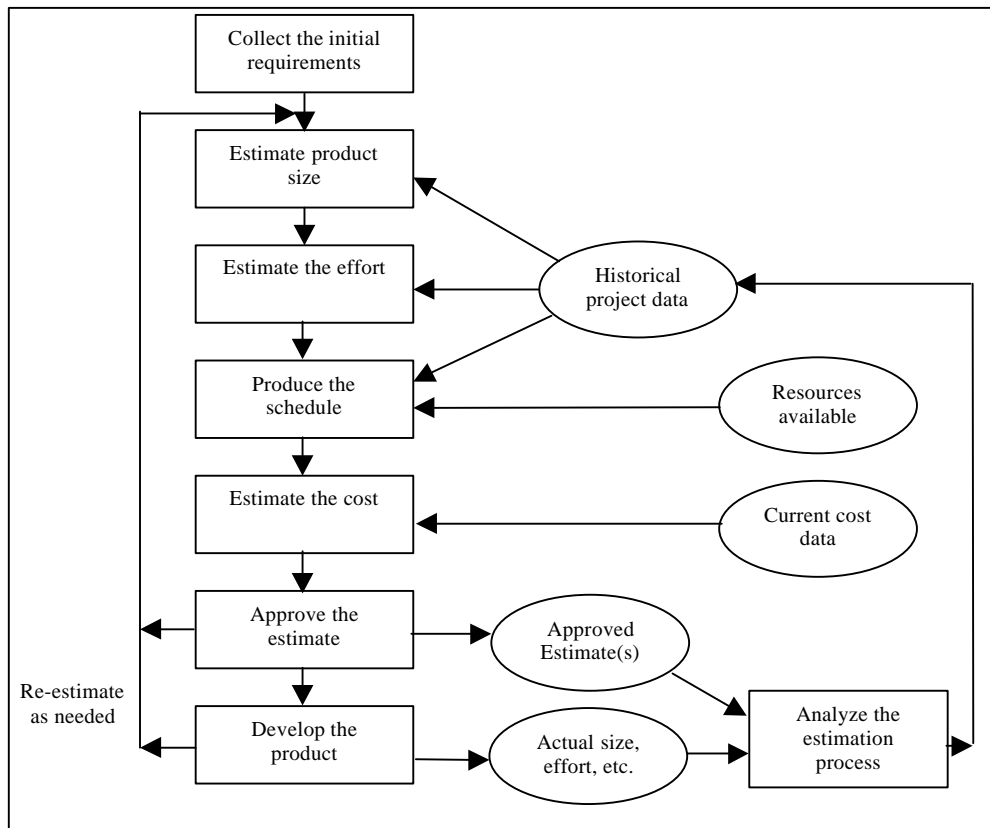 Collect the initial
requirements
Estimate product
size
Estimate the effort
Historical
project data
Produce the
schedule
Resources
available
Estimate the cost
Current cost
data
Approve the
estimate
Approved
Estimate(s)
Re-estimate
as needed
Develop the
product
Actual size,
effort, etc.
Analyze the
estimation
process